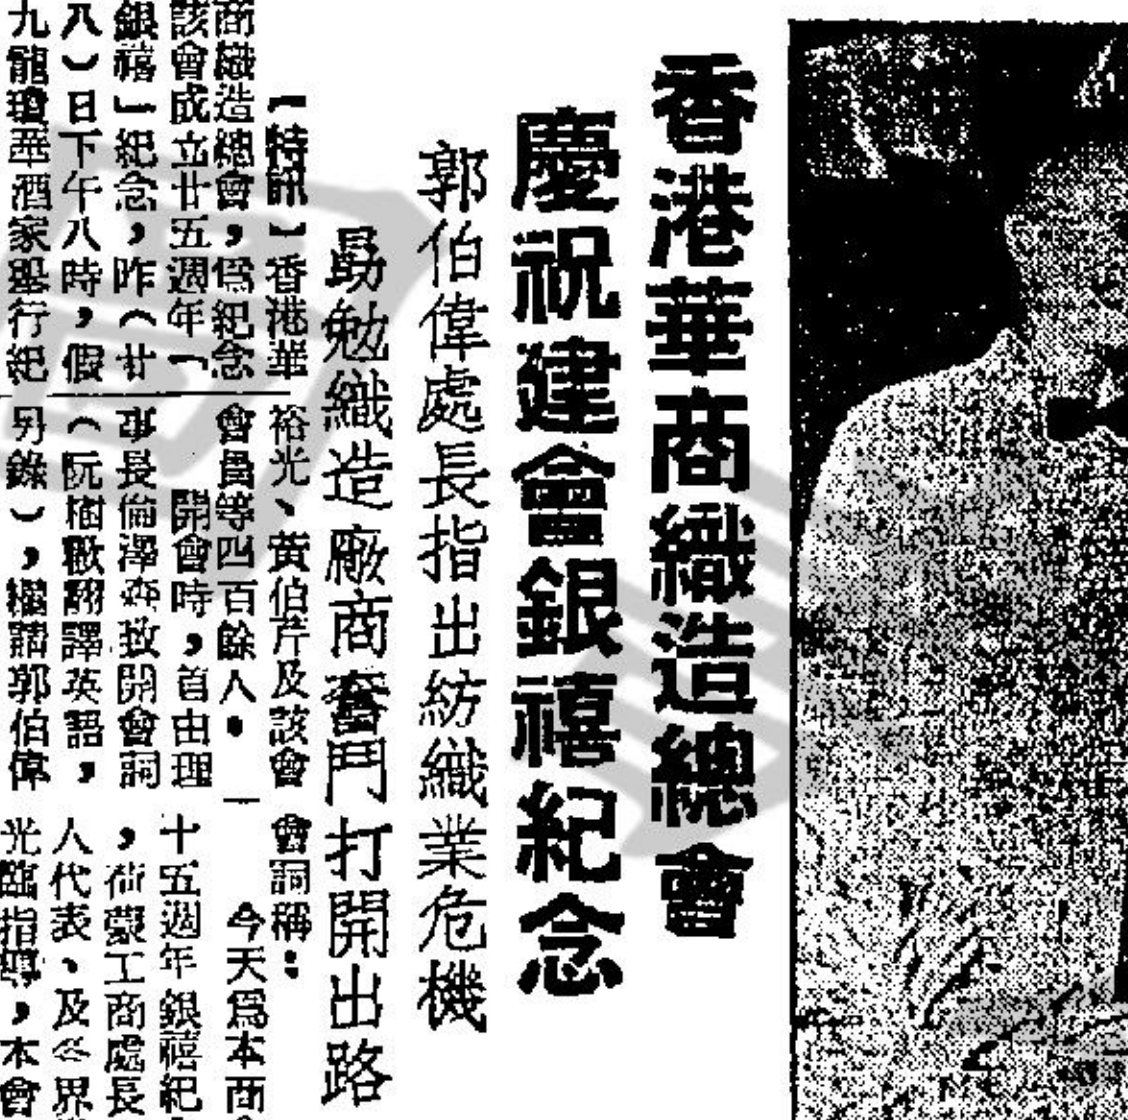 香港華商織造總會
慶祝建會銀禧紀念
郭伯偉處長指出紡織業危機
勗勉織造廠商奮鬥打開出路
【特訊】香港華
商織造總會,爲紀念
該會成立廿五週年「
銀禧」紀念,昨(廿
八)日下午八時,假
九龍瓊華酒家舉行紀
裕光、黃伯芹及該會
會員等四百餘人。
開會時,首由理
事長倫澤 致開會詞
(阮樹 翻譯英語,
另錄),繼請郭伯偉
會詞稱:
今天爲本商
十五週年銀禧紀
,荷蒙工商處長
人代表、及各界
光臨指導,本會